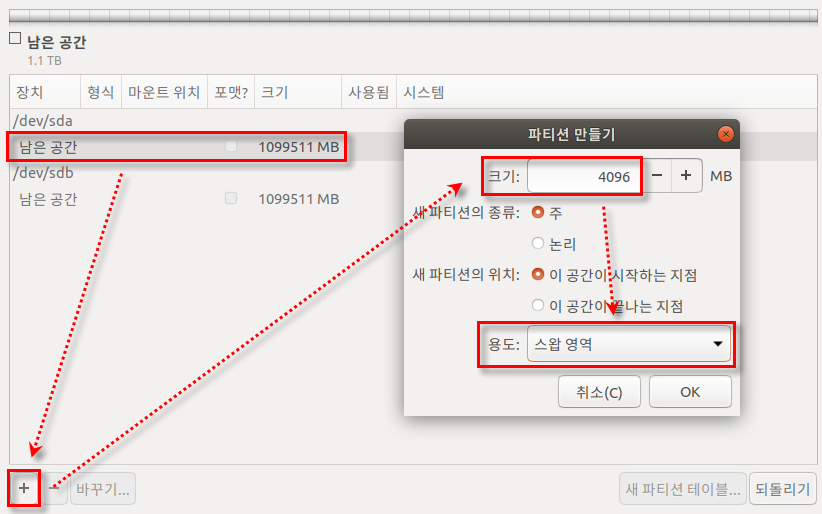 남은 공간
1.1 TB
장치 형식 마운트 위치 포맷? 크기 사용됨 시스템
/dev/sda
남은 공간 1099511 MB
/dev/sdb
남은 공간 1099511 MB
파티션 만들기
크기: 4096 − + MB
새 파티션의 종류: 주
논리
새 파티션의 위치: 이 공간이 시작하는 지점
이 공간이 끝나는 지점
용도: 스왑 영역
취소(C) OK
+ − 바꾸기... 새 파티션 테이블... 되돌리기